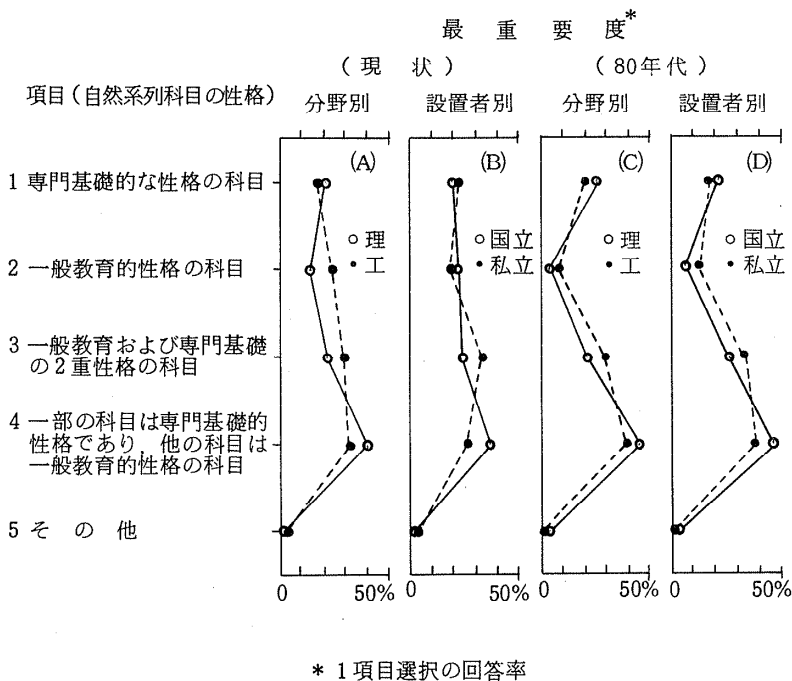 最重要度*
(現状)
(80年代)
項目(自然系列科目の性格)
分野別
設置者別
分野別
設置者別
(A)
(B)
(C)
(D)
1 専門基礎的な性格の科目
○理
●工
○国立
●私立
○理
●工
○国立
●私立
2 一般教育的性格の科目
3 一般教育および専門基礎
の2重性格の科目
4 一部の科目は専門基礎的
性格であり,他の科目は
一般教育的性格の科目
5 その他
0
50%
0
50%
0
50%
0
50%
* 1項目選択の回答率